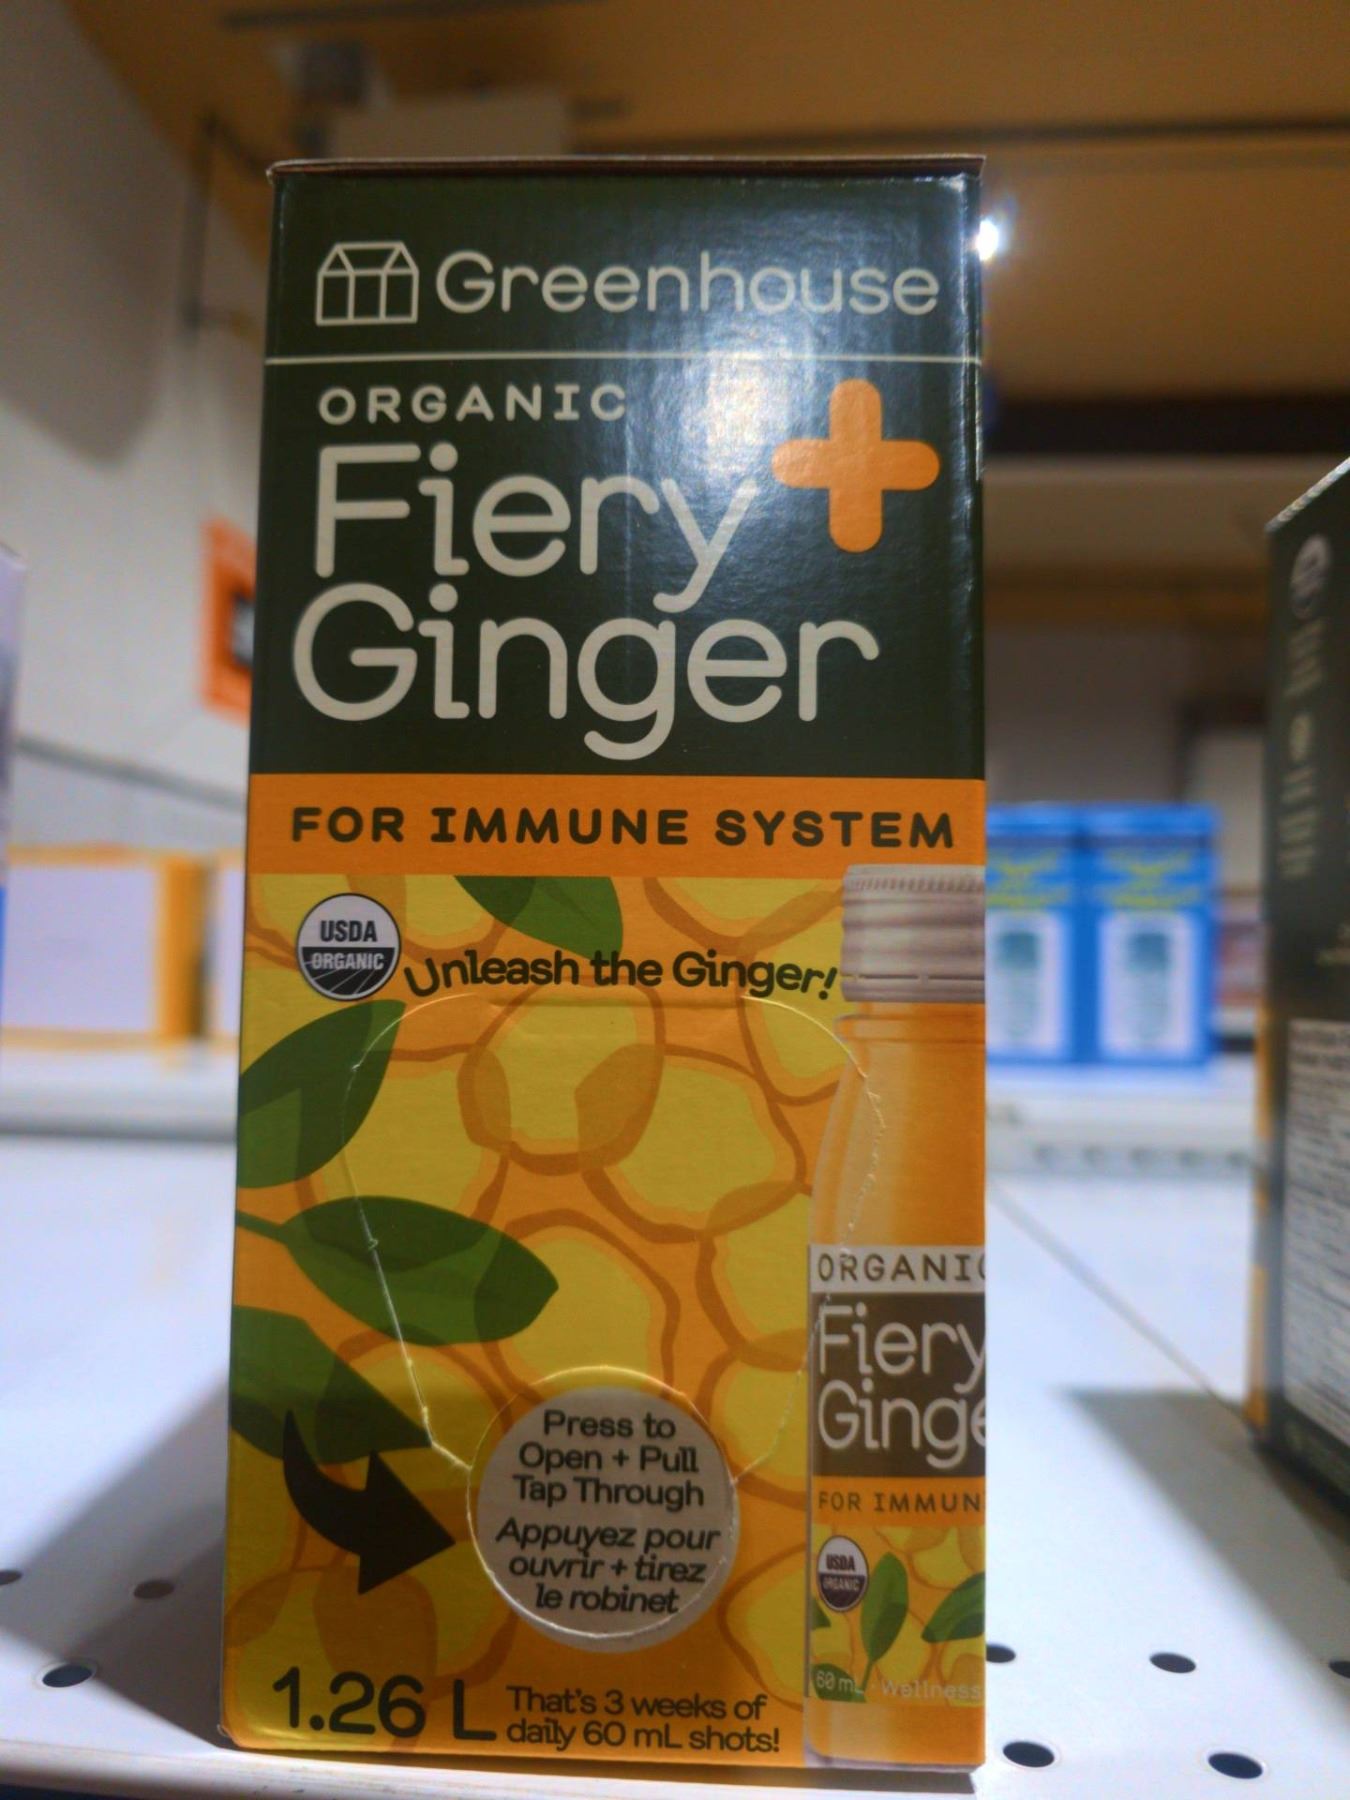 Greenhouse
ORGANIC
Fiery+
Ginger
FOR IMMUNE SYSTEM
USDA
ORGANIC
Unleash the Ginger!
Press to
Open + Pull
Tap Through
Appuyez pour
ouvrir + tirez
le robinet
1.26 L
That's 3 weeks of
daily 60 mL shots!
ORGANIC
Fiery
Ginge
FOR IMMUN
USDA
ORGANIC
60 mL Wellness